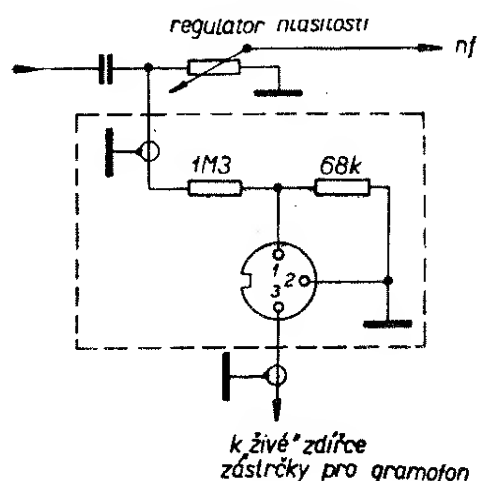 regulator hlasitosti
nf
1M3
68k
1
2
3
k „živé" zdířce
zástrčky pro gramofon